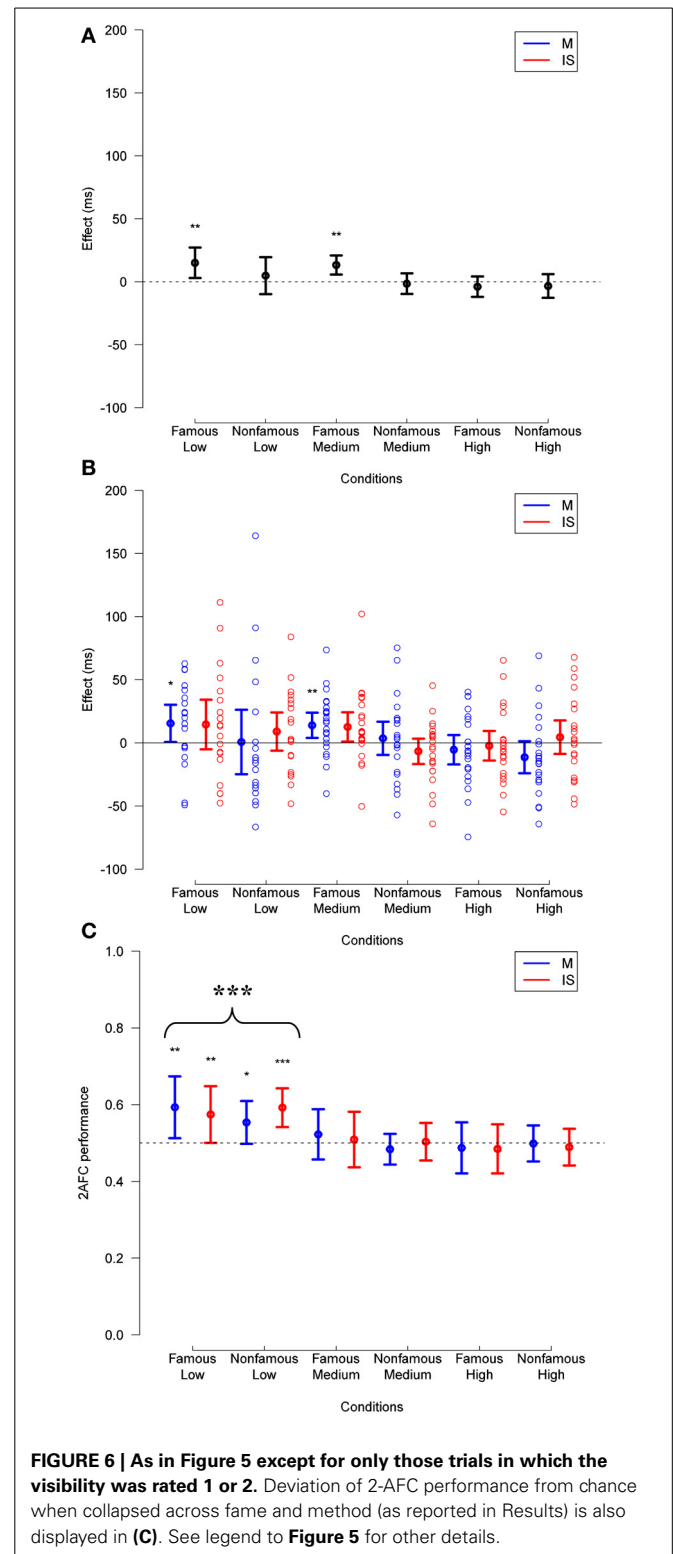 A
200
150
100
50
0
-50
-100
Effect (ms)
M
IS
**
**
Famous Low
Nonfamous Low
Famous Medium
Nonfamous Medium
Famous High
Nonfamous High
Conditions
B
200
150
100
50
0
-50
-100
Effect (ms)
M
IS
*
**
Famous Low
Nonfamous Low
Famous Medium
Nonfamous Medium
Famous High
Nonfamous High
Conditions
C
1.0
0.8
0.6
0.4
0.2
0.0
2AFC performance
M
IS
***
**
**
*
***
Famous Low
Nonfamous Low
Famous Medium
Nonfamous Medium
Famous High
Nonfamous High
Conditions
FIGURE 6 | As in Figure 5 except for only those trials in which the
visibility was rated 1 or 2. Deviation of 2-AFC performance from chance
when collapsed across fame and method (as reported in Results) is also
displayed in (C). See legend to Figure 5 for other details.